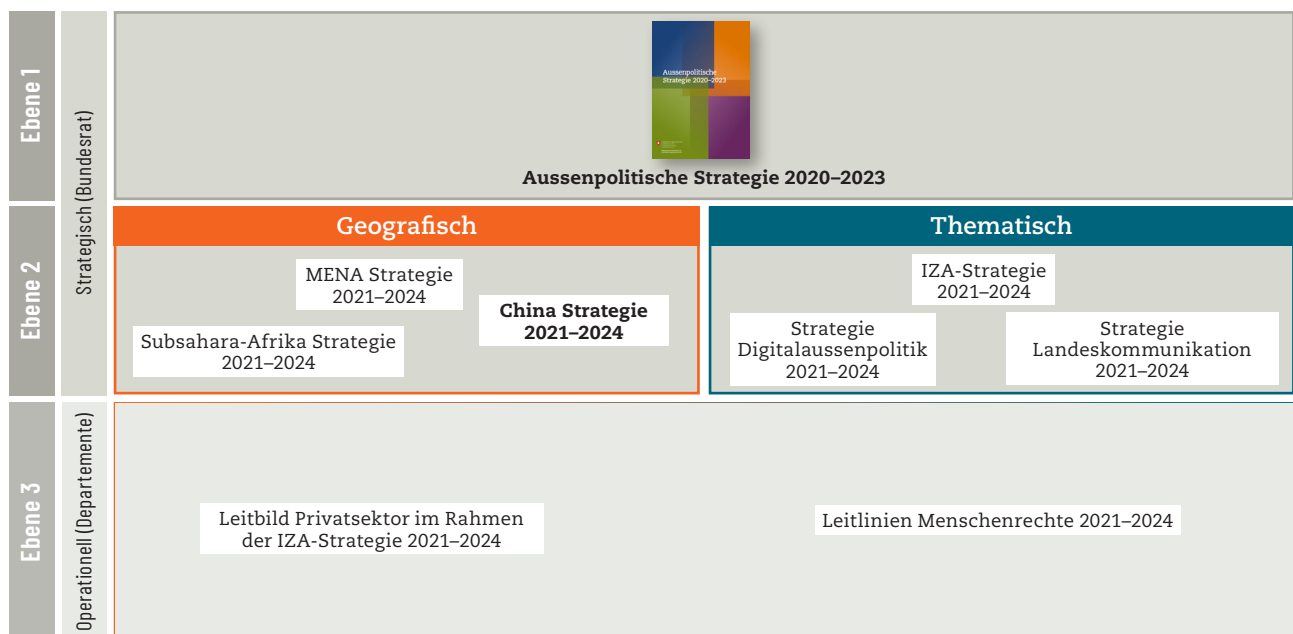 Ebene 1
Strategisch (Bundesrat)
Aussenpolitische
Strategie 2020–2023
Aussenpolitische Strategie 2020–2023
Ebene 2
Geografisch
MENA Strategie
2021–2024
China Strategie
2021–2024
Subsahara-Afrika Strategie
2021–2024
Thematisch
IZA-Strategie
2021–2024
Strategie
Digitalaussenpolitik
2021–2024
Strategie
Landeskommunikation
2021–2024
Ebene 3
Operationell (Departemente)
Leitbild Privatsektor im Rahmen
der IZA-Strategie 2021–2024
Leitlinien Menschenrechte 2021–2024